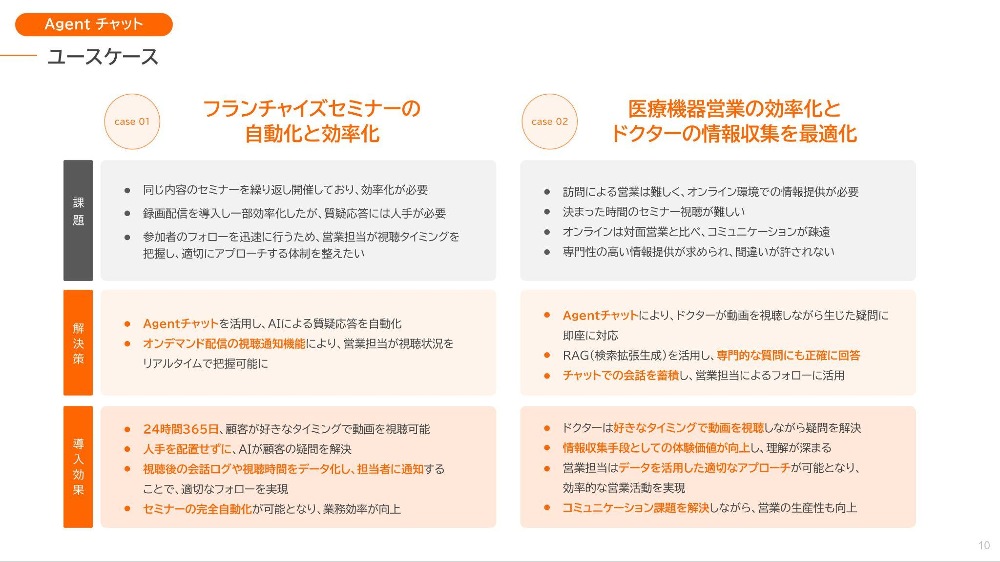 Agent チャット
ユースケース
case 01
フランチャイズセミナーの
自動化と効率化
case 02
医療機器営業の効率化と
ドクターの情報収集を最適化
課題
● 同じ内容のセミナーを繰り返し開催しており、効率化が必要
● 録画配信を導入し一部効率化したが、質疑応答には人手が必要
● 参加者のフォローを迅速に行うため、営業担当が視聴タイミングを
把握し、適切にアプローチする体制を整えたい
● 訪問による営業は難しく、オンライン環境での情報提供が必要
● 決まった時間のセミナー視聴が難しい
● オンラインは対面営業と比べ、コミュニケーションが疎遠
● 専門性の高い情報提供が求められ、間違いが許されない
解決策
● Agentチャットを活用し、AIによる質疑応答を自動化
● オンデマンド配信の視聴通知機能により、営業担当が視聴状況を
リアルタイムで把握可能に
● Agentチャットにより、ドクターが動画を視聴しながら生じた疑問に
即座に対応
● RAG（検索拡張生成）を活用し、専門的な質問にも正確に回答
● チャットでの会話を蓄積し、営業担当によるフォローに活用
導入効果
● 24時間365日、顧客が好きなタイミングで動画を視聴可能
● 人手を配置せずに、AIが顧客の疑問を解決
● 視聴後の会話ログや視聴時間をデータ化し、担当者に通知する
ことで、適切なフォローを実現
● セミナーの完全自動化が可能となり、業務効率が向上
● ドクターは好きなタイミングで動画を視聴しながら疑問を解決
● 情報収集手段としての体験価値が向上し、理解が深まる
● 営業担当はデータを活用した適切なアプローチが可能となり、
効率的な営業活動を実現
● コミュニケーション課題を解決しながら、営業の生産性も向上
10